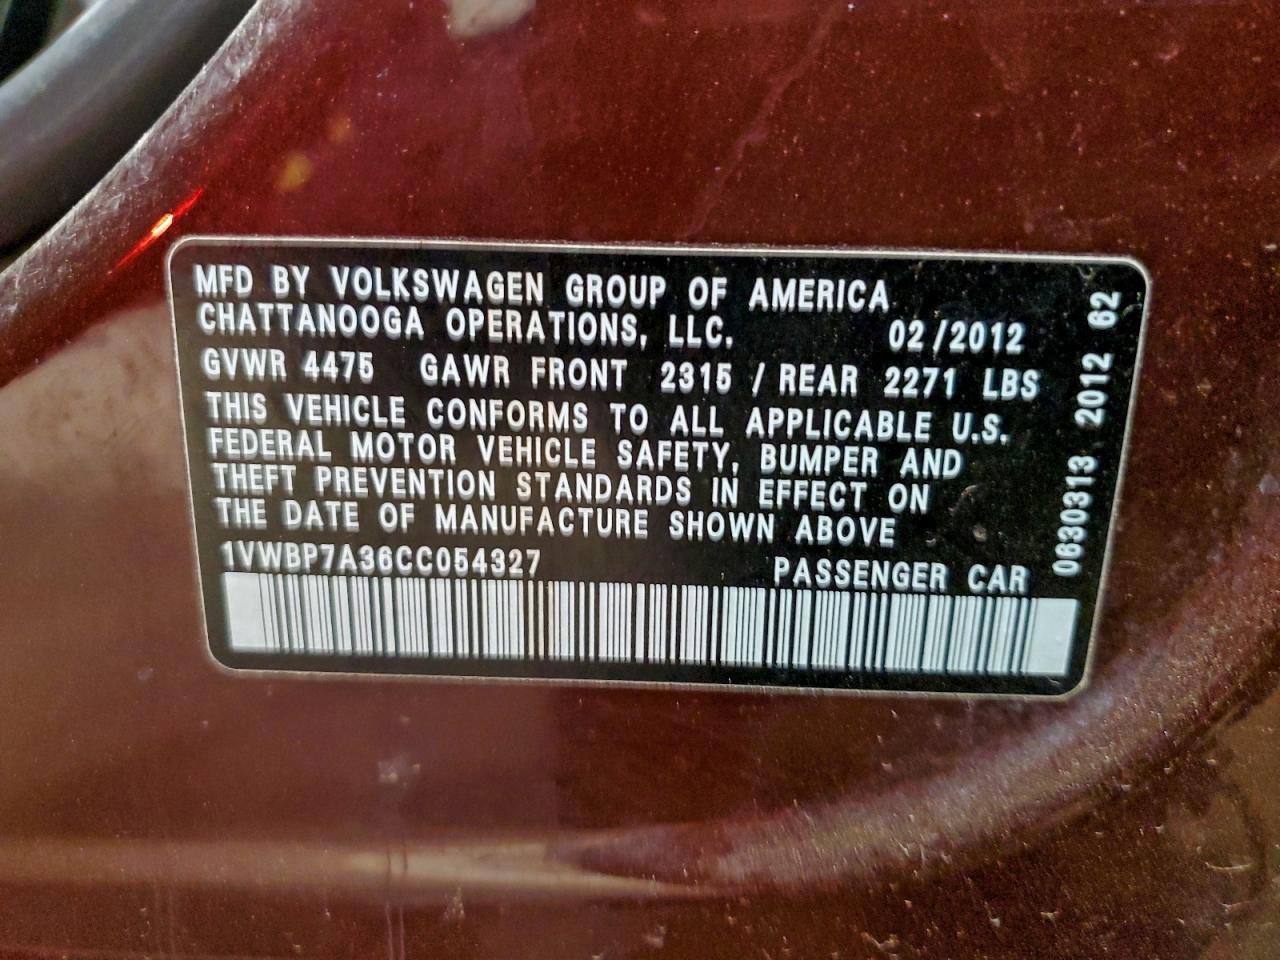 MFD BY VOLKSWAGEN GROUP OF AMERICA
CHATTANOOGA OPERATIONS, LLC. 02/2012
GVWR 4475 GAWR FRONT 2315 / REAR 2271 LBS
THIS VEHICLE CONFORMS TO ALL APPLICABLE U.S.
FEDERAL MOTOR VEHICLE SAFETY, BUMPER AND
THEFT PREVENTION STANDARDS IN EFFECT ON
THE DATE OF MANUFACTURE SHOWN ABOVE
1VWBP7A36CC054327 PASSENGER CAR
0630313 2012 62